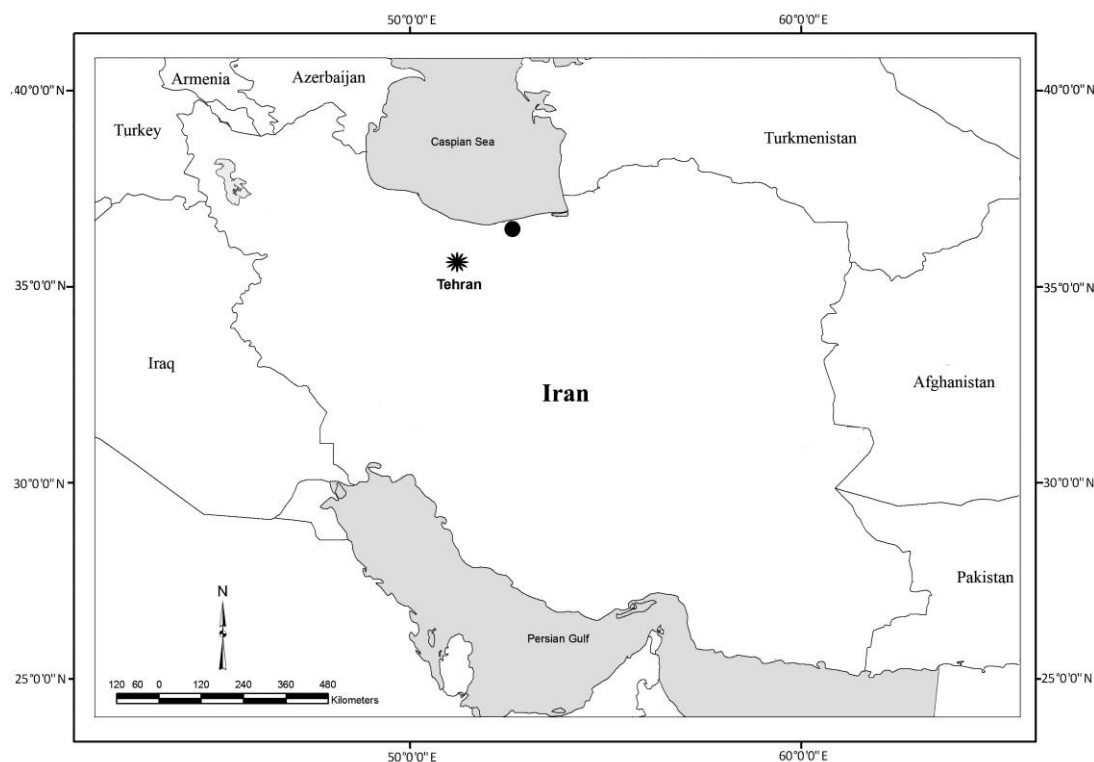 50°0'0"E 60°0'0"E
40°0'0"N 40°0'0"N
Armenia Azerbaijan
Turkey Caspian Sea Turkmenistan
35°0'0"N Tehran 35°0'0"N
Iraq Iran Afghanistan
30°0'0"N 30°0'0"N
Pakistan
N
Persian Gulf
25°0'0"N 25°0'0"N
120 60 0 120 240 360 480
Kilometers
50°0'0"E 60°0'0"E